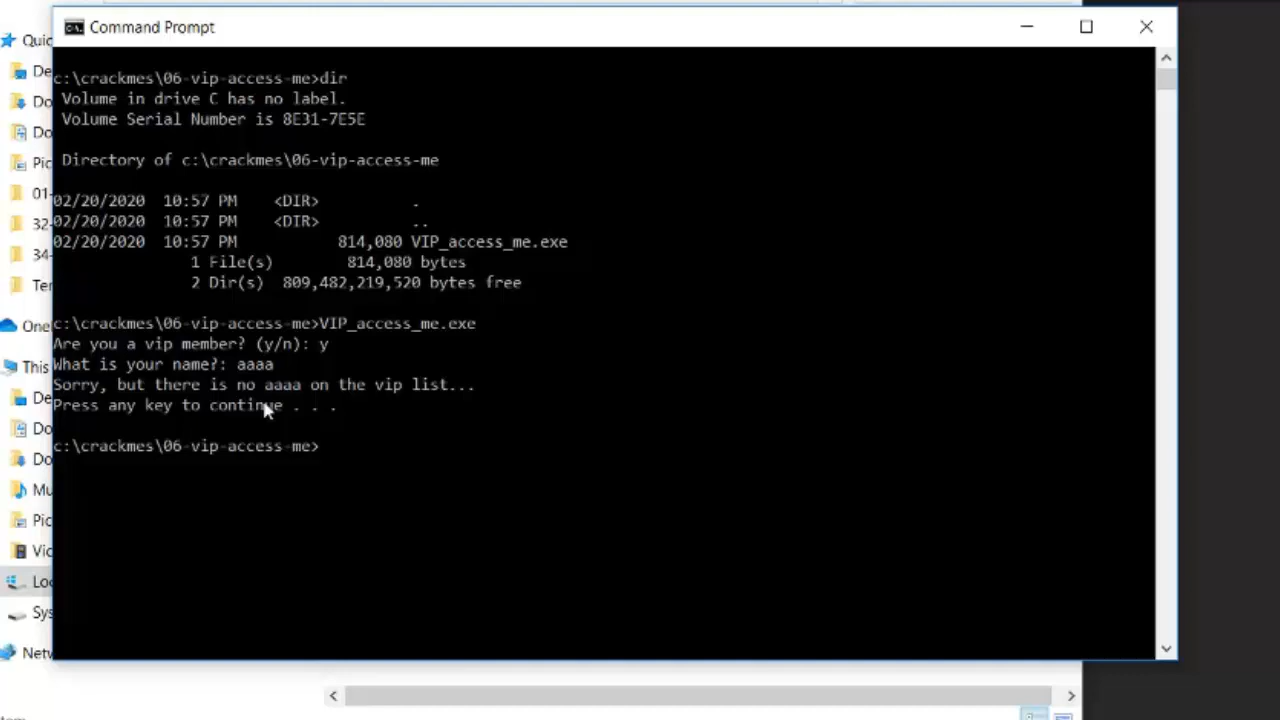 Command Prompt
c:\crackmes\06-vip-access-me>dir
Volume in drive C has no label.
Volume Serial Number is 8E31-7E5E
Directory of c:\crackmes\06-vip-access-me
02/20/2020 10:57 PM <DIR> .
02/20/2020 10:57 PM <DIR> ..
02/20/2020 10:57 PM 814,080 VIP_access_me.exe
1 File(s) 814,080 bytes
2 Dir(s) 809,482,219,520 bytes free
c:\crackmes\06-vip-access-me>VIP_access_me.exe
Are you a vip member? (y/n): y
What is your name?: aaaa
Sorry, but there is no aaaa on the vip list...
Press any key to continue . . .
c:\crackmes\06-vip-access-me>
Quic
De
Do
Do
Pic
01-
32-
34-
Ter
One
This
De
Do
Do
Mu
Pic
Vic
Loc
Sys
Netv